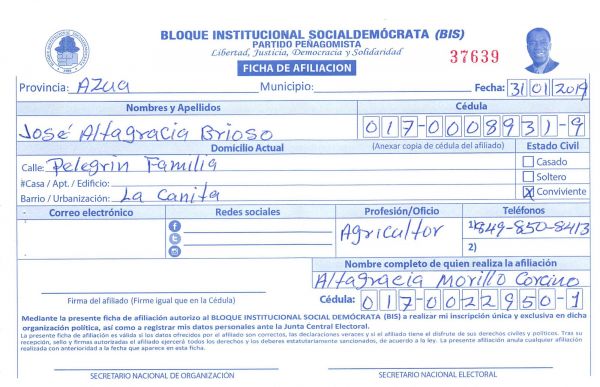 BLOQUE INSTITUCIONAL SOCIALDEMÓCRATA (BIS)
PARTIDO PEÑAGOMISTA
Libertad, Justicia, Democracia y Solidaridad
37639
FICHA DE AFILIACION
Provincia: AZUA Municipio: Fecha: 31/01/2019
Nombres y Apellidos Cédula
José Altagracia Brioso 017-0008931-9
Domicilio Actual (Anexar copia de cédula del afiliado) Estado Civil
Calle: Pelegrin Familia
Casado
#Casa / Apt. / Edificio:
Soltero
Barrio / Urbanización: La Canita
X Conviviente
Correo electrónico Redes sociales Profesión/Oficio Teléfonos
Agricultor 1) 849-850-8413
2)
Nombre completo de quien realiza la afiliación
Altagracia Morillo Corcino
Firma del afiliado (Firme igual que en la Cédula) Cédula: 017-0022950-1
Mediante la presente ficha de afiliación autorizo al BLOQUE INSTITUCIONAL SOCIAL DEMÓCRATA (BIS) a realizar mi inscripción única y exclusiva en dicha
organización política, así como a registrar mis datos personales ante la Junta Central Electoral.
La presente ficha de afiliación es válida si los datos ofrecidos por el afiliado son correctos, las declaraciones veraces y si el afiliado tiene el disfrute de sus derechos civiles y políticos. Tras su
recepción, sello y firmas autorizadas el afiliado ejercerá todos los derechos y los deberes estatutariamente sancionados, de acuerdo a la ley. La presente afiliación anula cualquier afiliación
realizada con anterioridad a la fecha que aparece en esta ficha.
SECRETARIO NACIONAL DE ORGANIZACIÓN SECRETARIO NACIONAL ELECTORAL